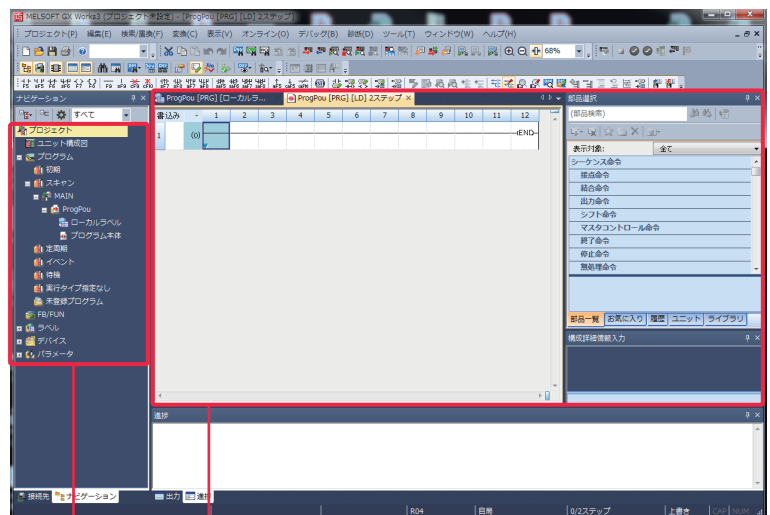 MELSOFT GX Works3 (プロジェクト未設定) - [ProgPou [PRG] [LD] 2ステップ]
プロジェクト(P) 編集(E) 検索/置換(F) 変換(C) 表示(V) オンライン(O) デバッグ(B) 診断(D) ツール(T) ウィンドウ(W) ヘルプ(H)
68%
ナビゲーション
すべて
プロジェクト
ユニット構成図
プログラム
初期
スキャン
MAIN
ProgPou
ローカルラベル
プログラム本体
定周期
イベント
待機
実行タイプ指定なし
未登録プログラム
FB/FUN
ラベル
デバイス
パラメータ
接続先 ナビゲーション
ProgPou [PRG] [ローカルラ... ProgPou [PRG] [LD] 2ステップ
書込み 1 2 3 4 5 6 7 8 9 10 11 12
1 (0) END
部品選択
(部品検索)
表示対象: 全て
シーケンス命令
接点命令
結合命令
出力命令
シフト命令
マスタコントロール命令
終了命令
停止命令
無処理命令
部品一覧 お気に入り 履歴 ユニット ライブラリ
構成詳細情報入力
進捗
出力 進捗
R04 自局 0/2ステップ 上書き CAP NUM